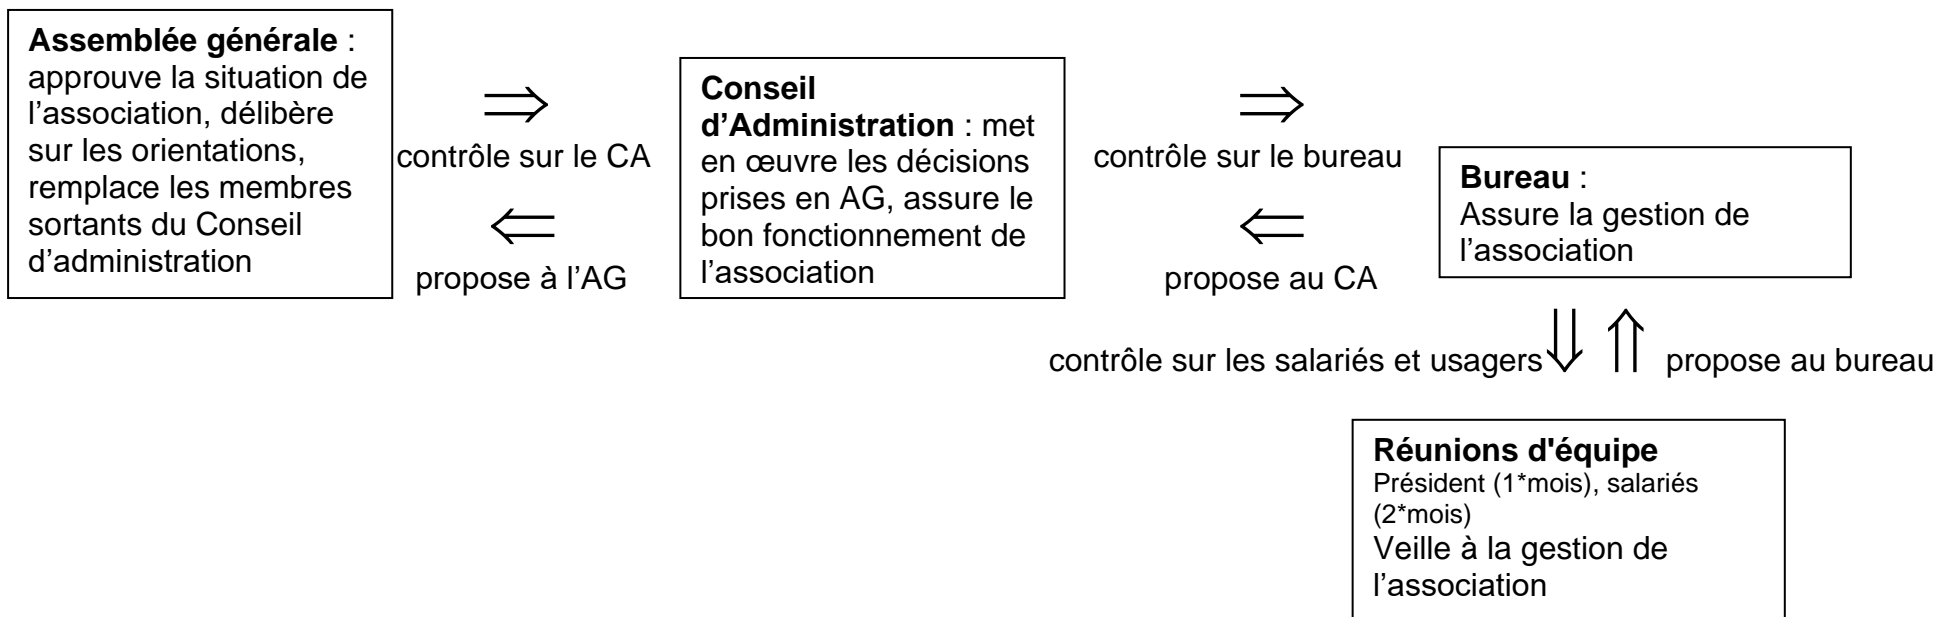 Assemblée générale :
approuve la situation de
l’association, délibère
sur les orientations,
remplace les membres
sortants du Conseil
d’administration
⇒
contrôle sur le CA
⇐
propose à l’AG
Conseil
d’Administration : met
en œuvre les décisions
prises en AG, assure le
bon fonctionnement de
l’association
⇒
contrôle sur le bureau
⇐
propose au CA
Bureau :
Assure la gestion de
l’association
contrôle sur les salariés et usagers ⇓ ⇑ propose au bureau
Réunions d'équipe
Président (1*mois), salariés
(2*mois)
Veille à la gestion de
l’association